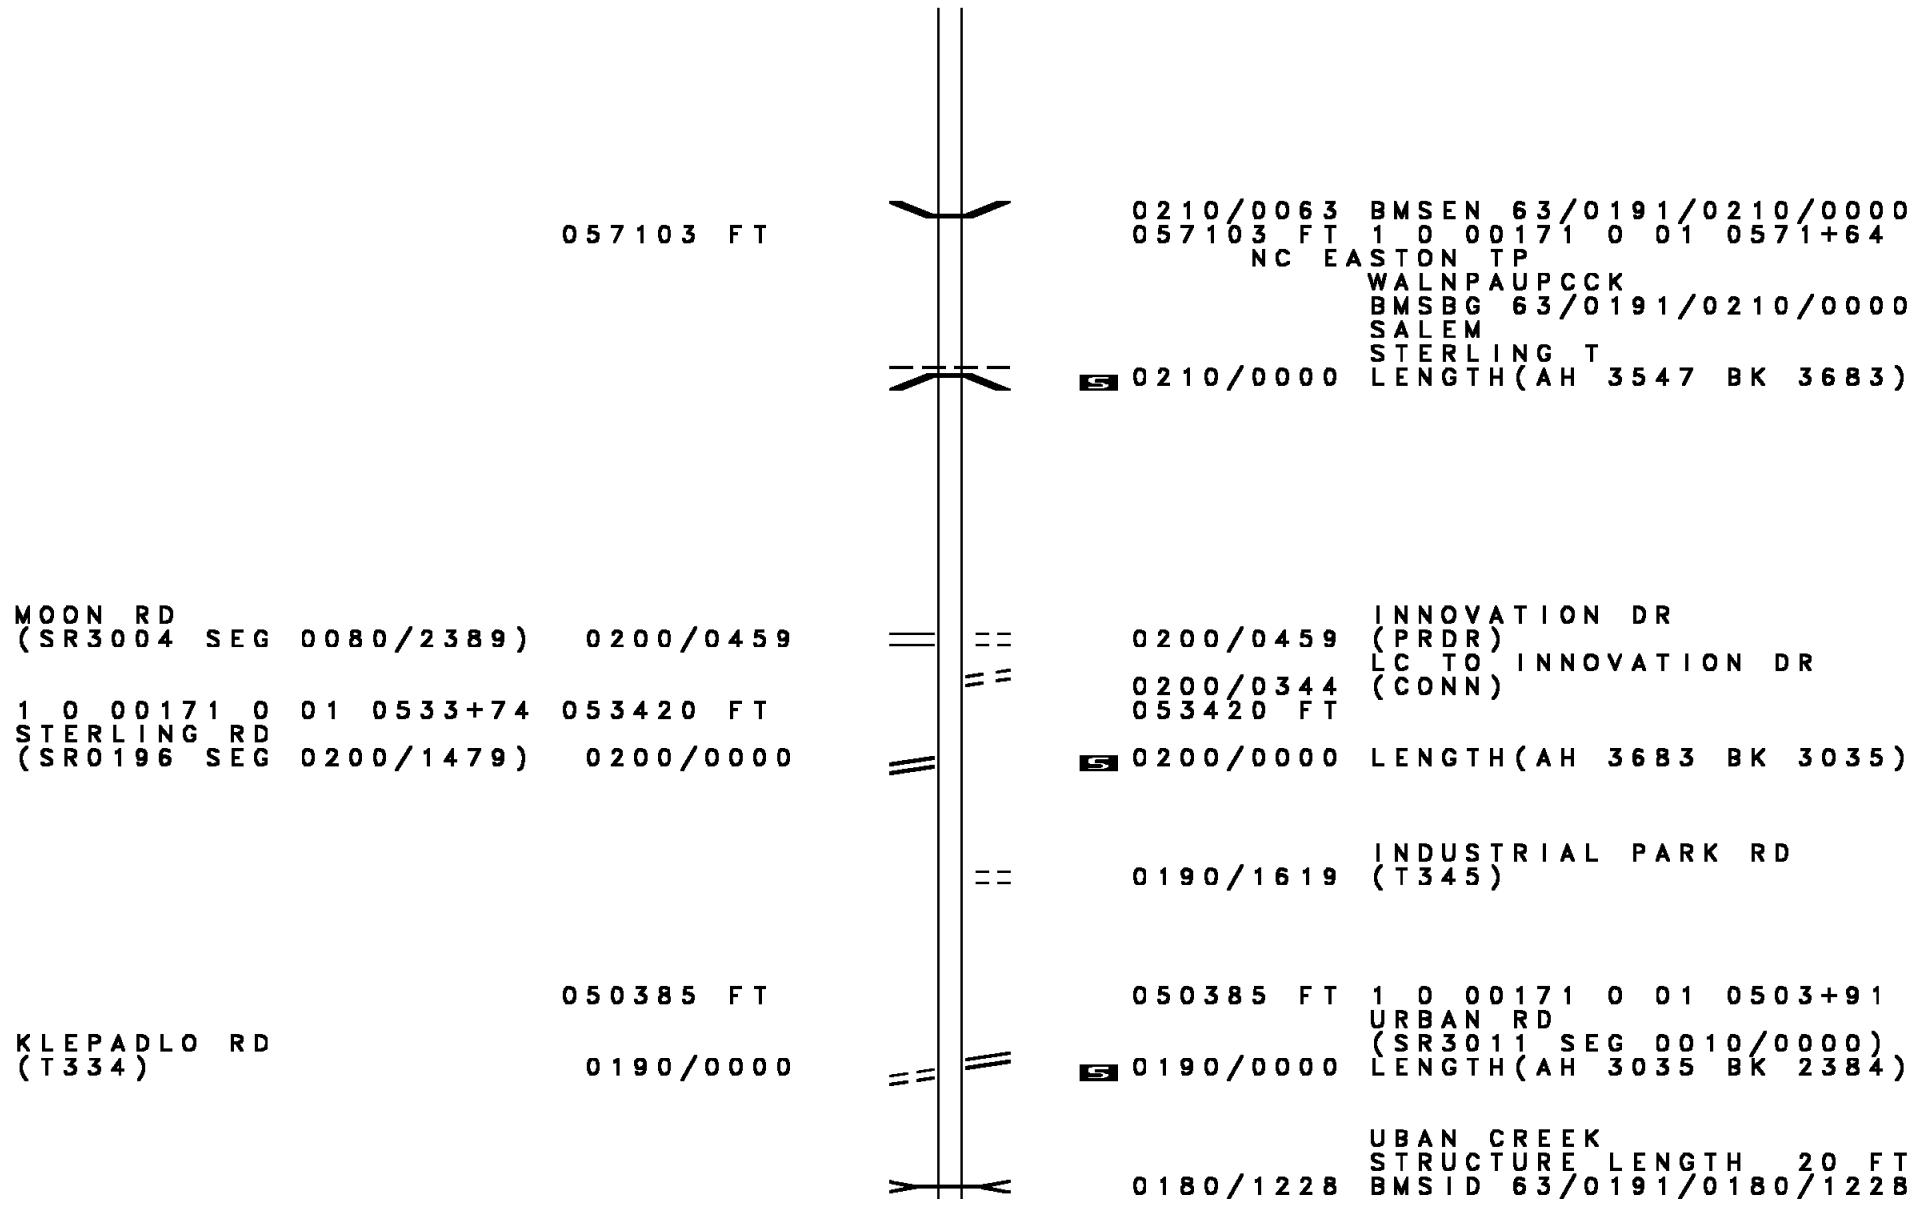 0210/0063 BMSEN 63/0191/0210/0000
057103 FT 057103 FT 1 0 00171 0 01 0571+64
NC EASTON TP
WALNPAUPCCK
BMSBG 63/0191/0210/0000
SALEM
STERLING T
S 0210/0000 LENGTH(AH 3547 BK 3683)
MOON RD INNOVATION DR
(SR3004 SEG 0080/2389) 0200/0459 0200/0459 (PRDR)
LC TO INNOVATION DR
0200/0344 (CONN)
1 0 00171 0 01 0533+74 053420 FT 053420 FT
STERLING RD
(SR0196 SEG 0200/1479) 0200/0000 S 0200/0000 LENGTH(AH 3683 BK 3035)
INDUSTRIAL PARK RD
0190/1619 (T345)
050385 FT 050385 FT 1 0 00171 0 01 0503+91
URBAN RD
KLEPADLO RD (SR3011 SEG 0010/0000)
(T334) 0190/0000 S 0190/0000 LENGTH(AH 3035 BK 2384)
UBAN CREEK
STRUCTURE LENGTH 20 FT
0180/1228 BMSID 63/0191/0180/1228